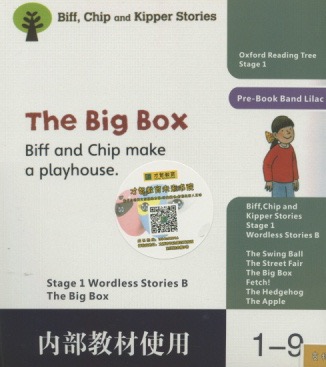 Biff, Chip and Kipper Stories
Oxford Reading Tree
Stage 1
Pre-Book Band Lilac
The Big Box
Biff and Chip make
a playhouse.
Biff, Chip and
Kipper Stories
Stage 1
Wordless Stories B
The Swing Ball
The Street Fair
The Big Box
Fetch!
The Hedgehog
The Apple
Stage 1 Wordless Stories B
The Big Box
内部教材使用
1–9